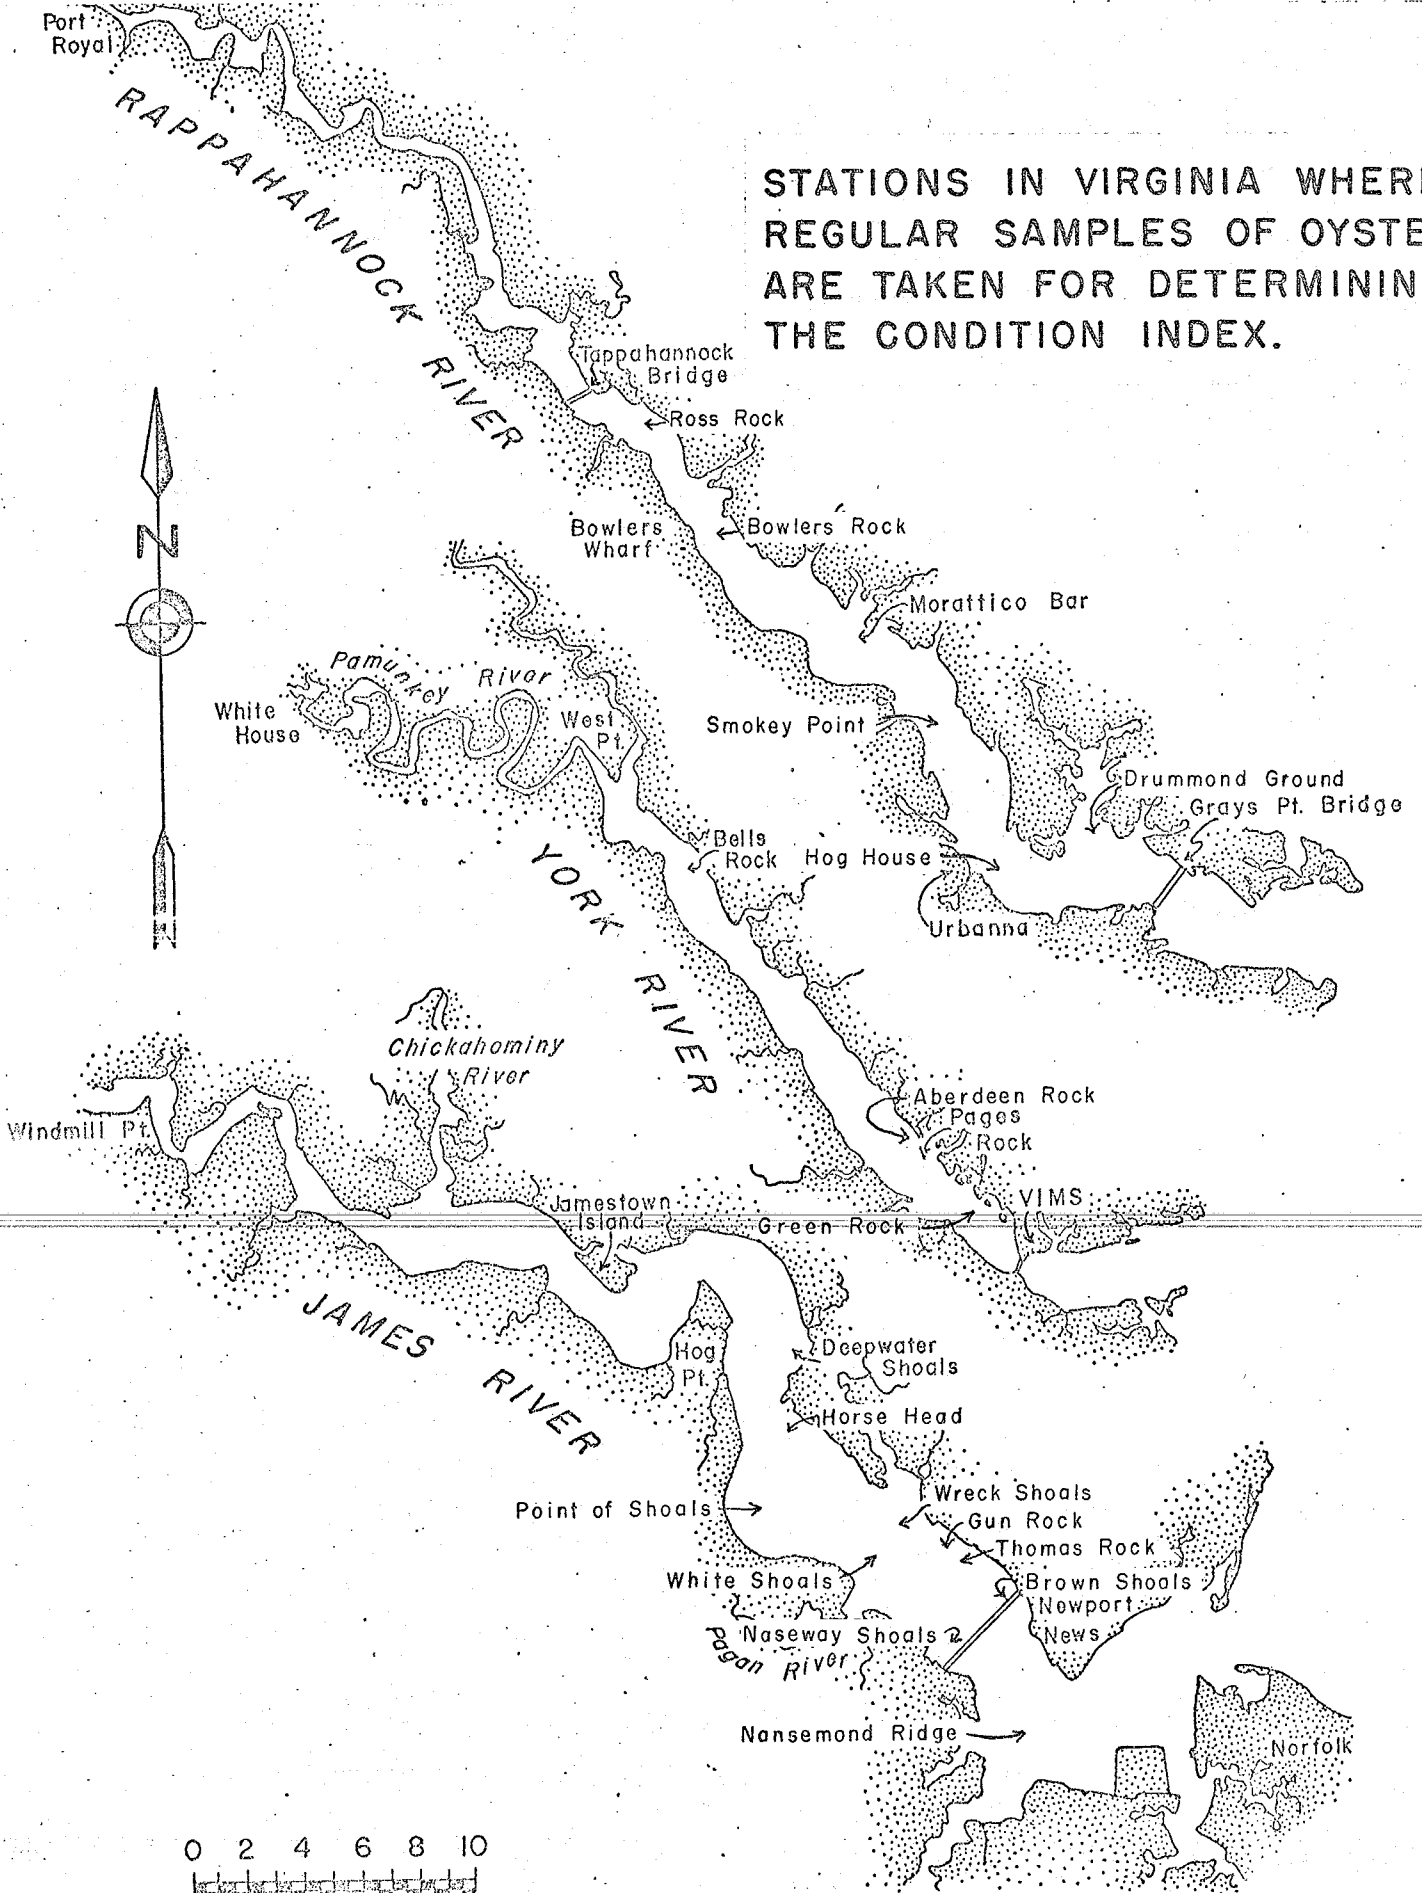 Port
Royal
RAPPAHANNOCK RIVER
STATIONS IN VIRGINIA WHER
REGULAR SAMPLES OF OYSTE
ARE TAKEN FOR DETERMININ
THE CONDITION INDEX.
Tappahannock
Bridge
Ross Rock
Bowlers
Wharf
Bowlers Rock
N
Morattico Bar
Pamunkey River
White
House
West
Pt.
Smokey Point
Drummond Ground
Grays Pt. Bridge
Bells
Rock
Hog House
Urbanna
YORK RIVER
Chickahominy
River
Windmill Pt.
Aberdeen Rock
Pages
Rock
Jamestown
Island
VIMS
Green Rock
JAMES RIVER
Hog
Pt.
Deepwater
Shoals
Horse Head
Point of Shoals
Wreck Shoals
Gun Rock
Thomas Rock
White Shoals
Brown Shoals
Newport
News
Naseway Shoals
Pagan River
Nansemond Ridge
Norfolk
0 2 4 6 8 10